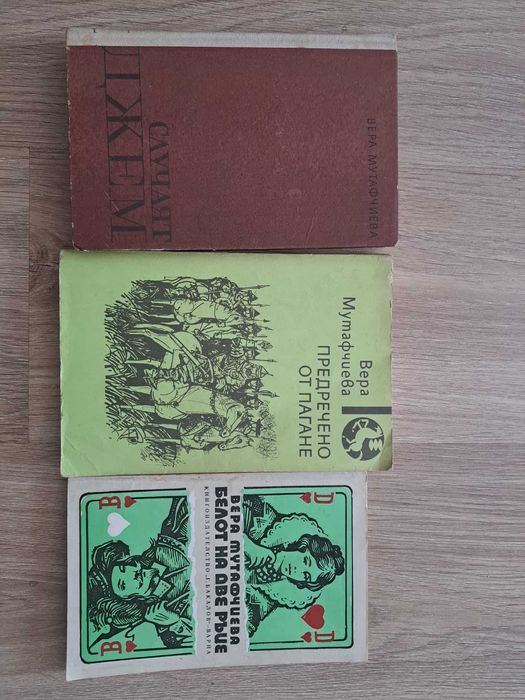 ВЕРА МУТАФЧИЕВА
СЛУЧАЯТ
ДЖЕМ
Вера
Мутафчиева
ПРЕДРЕЧЕНО
ОТ ПАГАНЕ
B
D
ВЕРА МУТАФЧИЕВА
БЕЛОТ НА ДВЕ РЪЦЕ
КНИГОИЗДАТЕЛСТВО „Г. БАКАЛОВ“ - ВАРНА
B
D